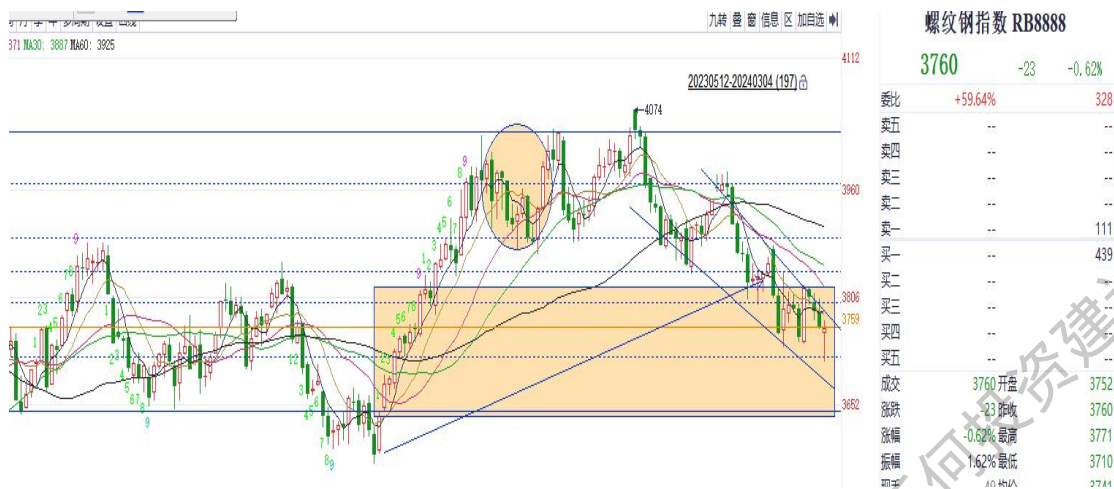 九转 叠 窗 信息 区 加自选
371 MA30: 3887 MA60: 3925
20230512-20240304 (197)
4112
4074
3960
3806
3759
3652
螺纹钢指数 RB8888
3760 -23 -0.62%
委比 +59.64% 328
卖五 -- --
卖四 -- --
卖三 -- --
卖二 -- --
卖一 -- 111
买一 -- 439
买二 -- --
买三 -- --
买四 -- --
买五 -- --
成交 3760 开盘 3752
涨跌 -23 昨收 3760
涨幅 -0.62% 最高 3771
振幅 1.62% 最低 3710
何投资建